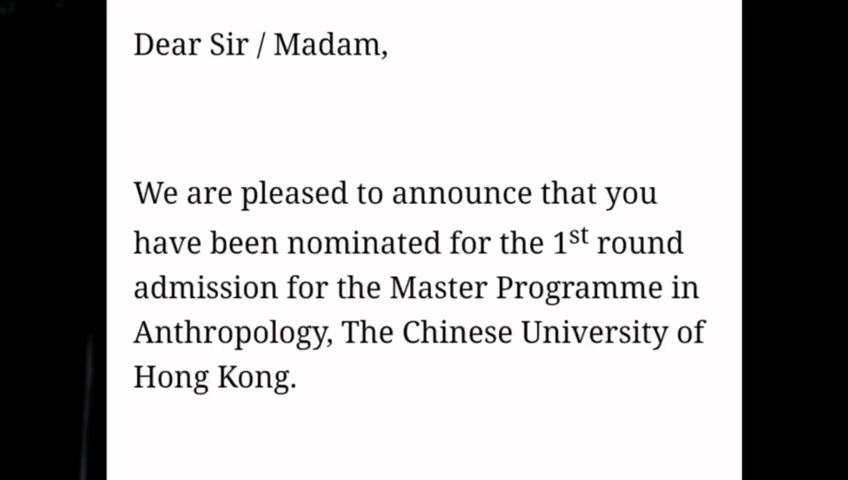 Dear Sir / Madam,
We are pleased to announce that you
have been nominated for the 1st round
admission for the Master Programme in
Anthropology, The Chinese University of
Hong Kong.